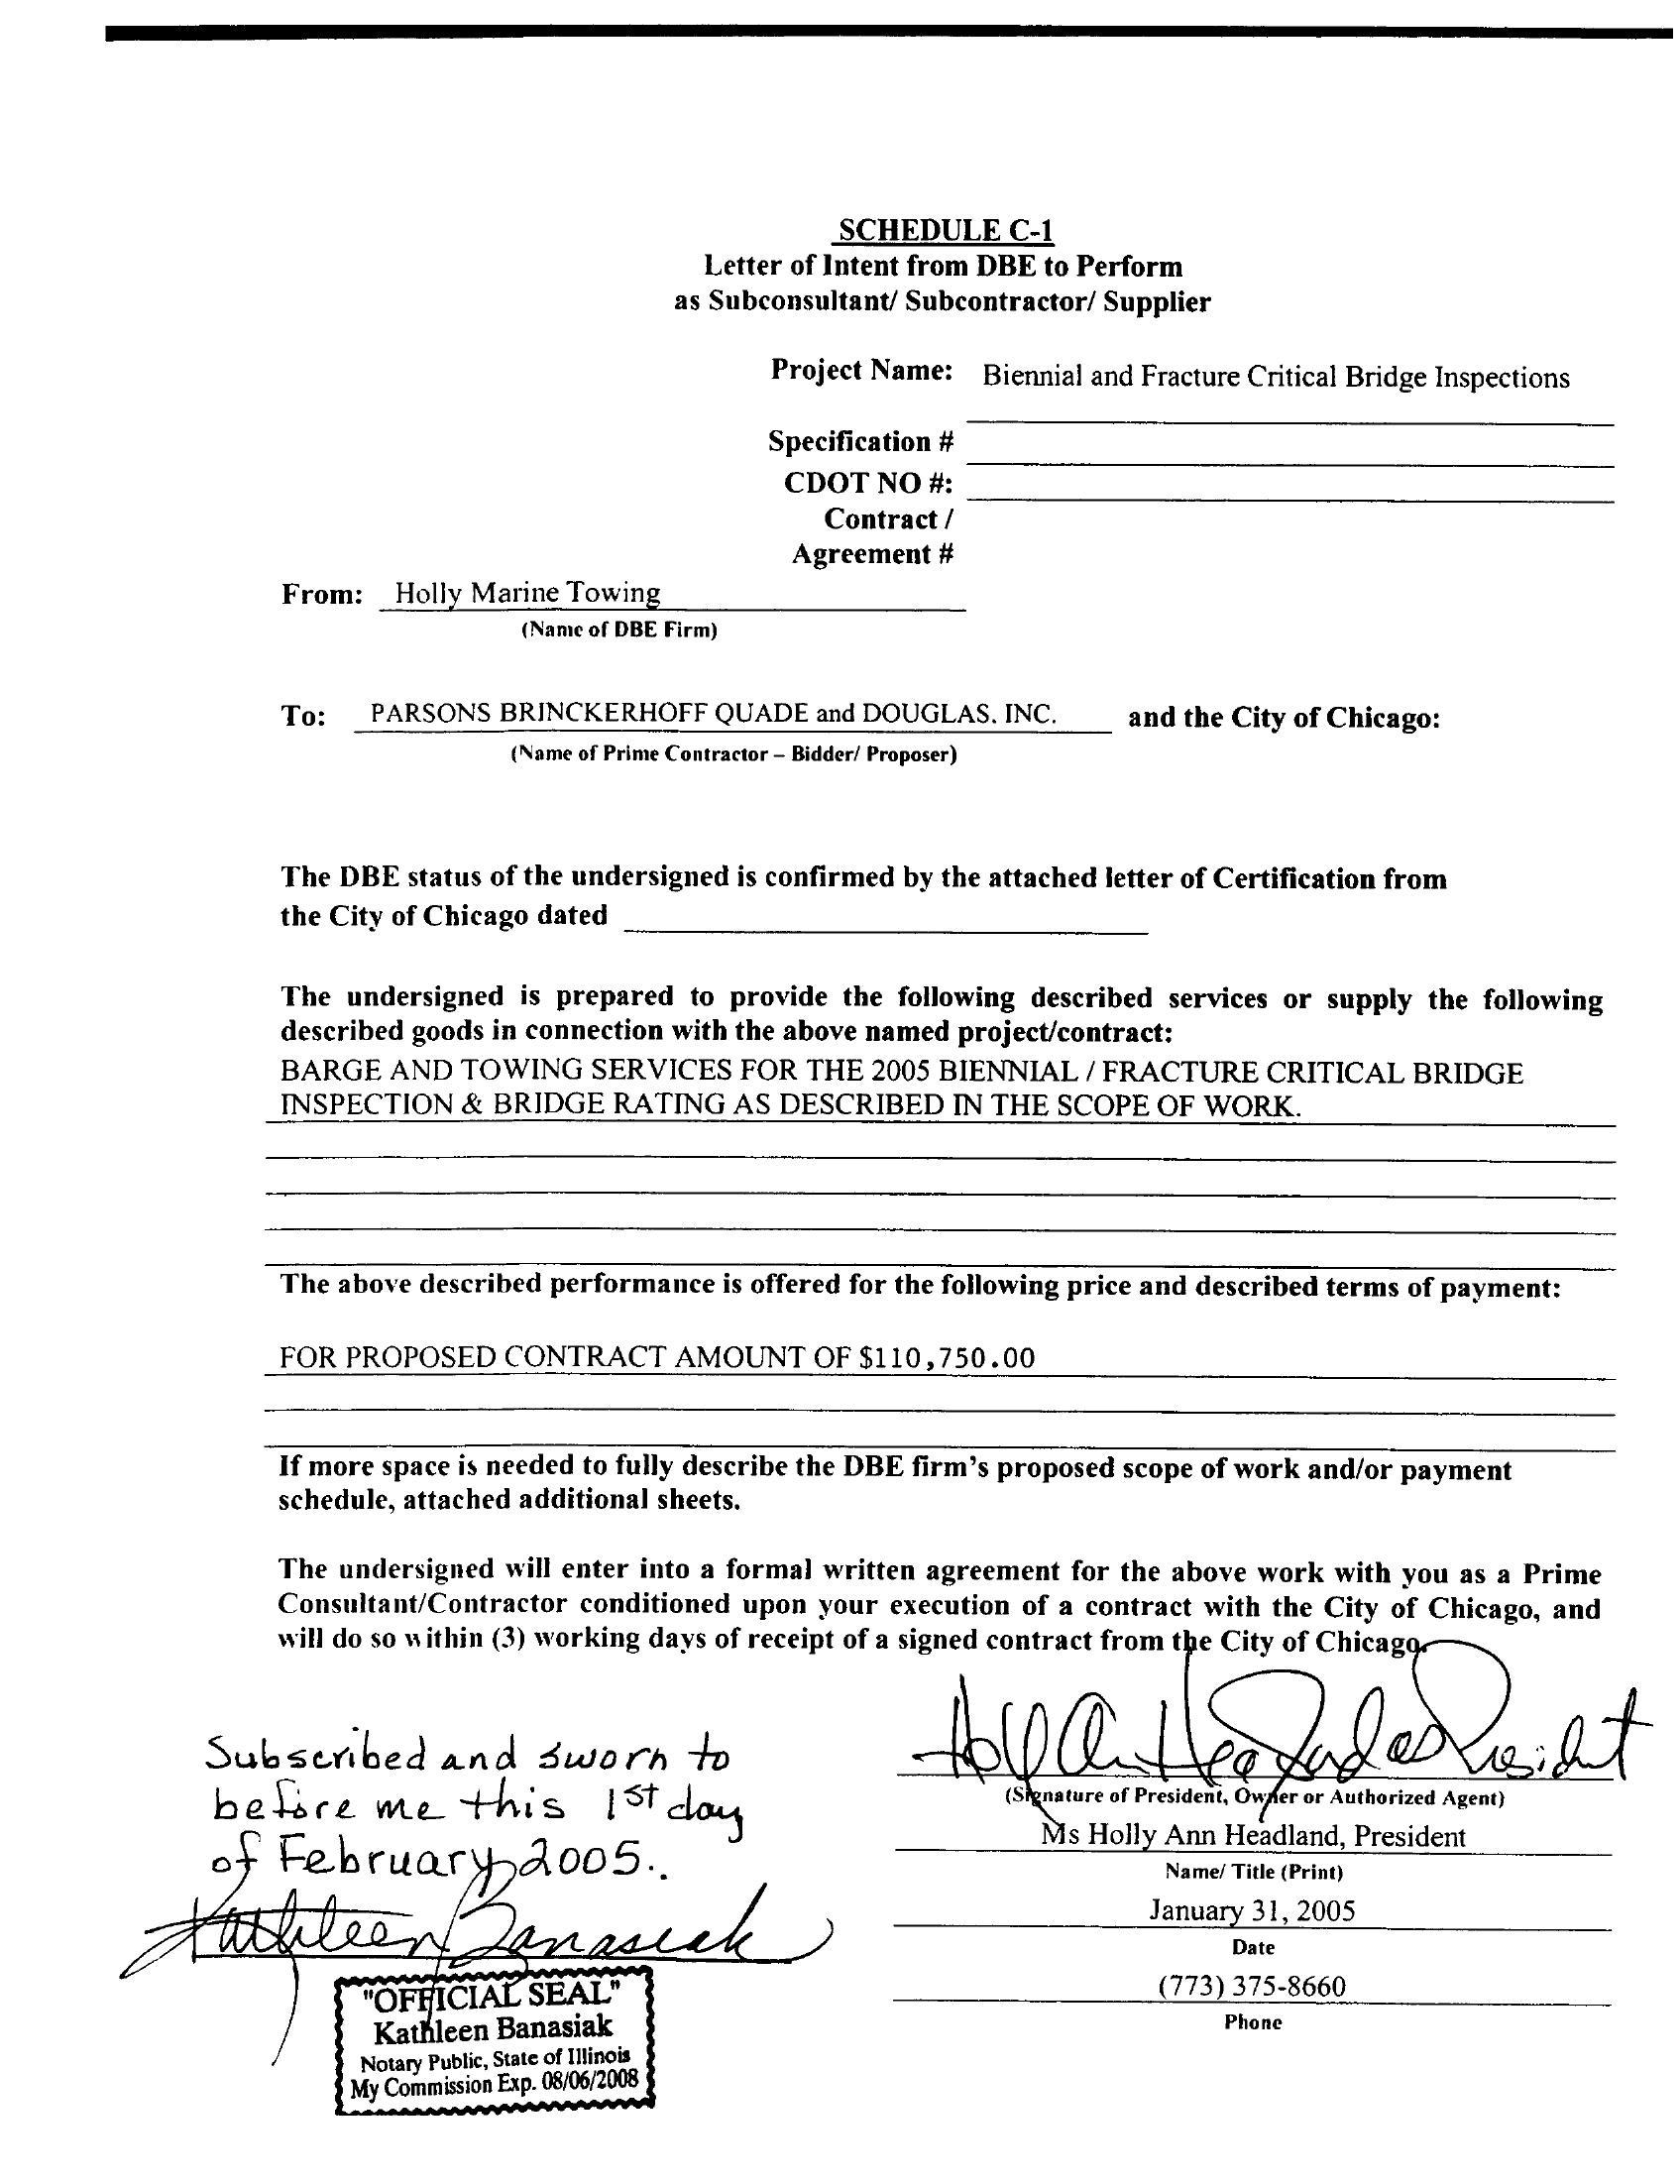 SCHEDULE C-1
Letter of Intent from DBE to Perform
as Subconsultant/ Subcontractor/ Supplier
Project Name: Biennial and Fracture Critical Bridge Inspections
Specification #
CDOT NO #:
Contract /
Agreement #
From: Holly Marine Towing
(Name of DBE Firm)
To: PARSONS BRINCKERHOFF QUADE and DOUGLAS, INC. and the City of Chicago:
(Name of Prime Contractor – Bidder/ Proposer)
The DBE status of the undersigned is confirmed by the attached letter of Certification from
the City of Chicago dated
The undersigned is prepared to provide the following described services or supply the following
described goods in connection with the above named project/contract:
BARGE AND TOWING SERVICES FOR THE 2005 BIENNIAL / FRACTURE CRITICAL BRIDGE
INSPECTION & BRIDGE RATING AS DESCRIBED IN THE SCOPE OF WORK.
The above described performance is offered for the following price and described terms of payment:
FOR PROPOSED CONTRACT AMOUNT OF $110,750.00
If more space is needed to fully describe the DBE firm's proposed scope of work and/or payment
schedule, attached additional sheets.
The undersigned will enter into a formal written agreement for the above work with you as a Prime
Consultant/Contractor conditioned upon your execution of a contract with the City of Chicago, and
will do so within (3) working days of receipt of a signed contract from the City of Chicago.
Holly Ann Headland President
(Signature of President, Owner or Authorized Agent)
Ms Holly Ann Headland, President
Name/ Title (Print)
January 31, 2005
Date
(773) 375-8660
Phone
Subscribed and sworn to
before me this 1st day
of February, 2005.
Kathleen Banasiak
"OFFICIAL SEAL"
Kathleen Banasiak
Notary Public, State of Illinois
My Commission Exp. 08/06/2008